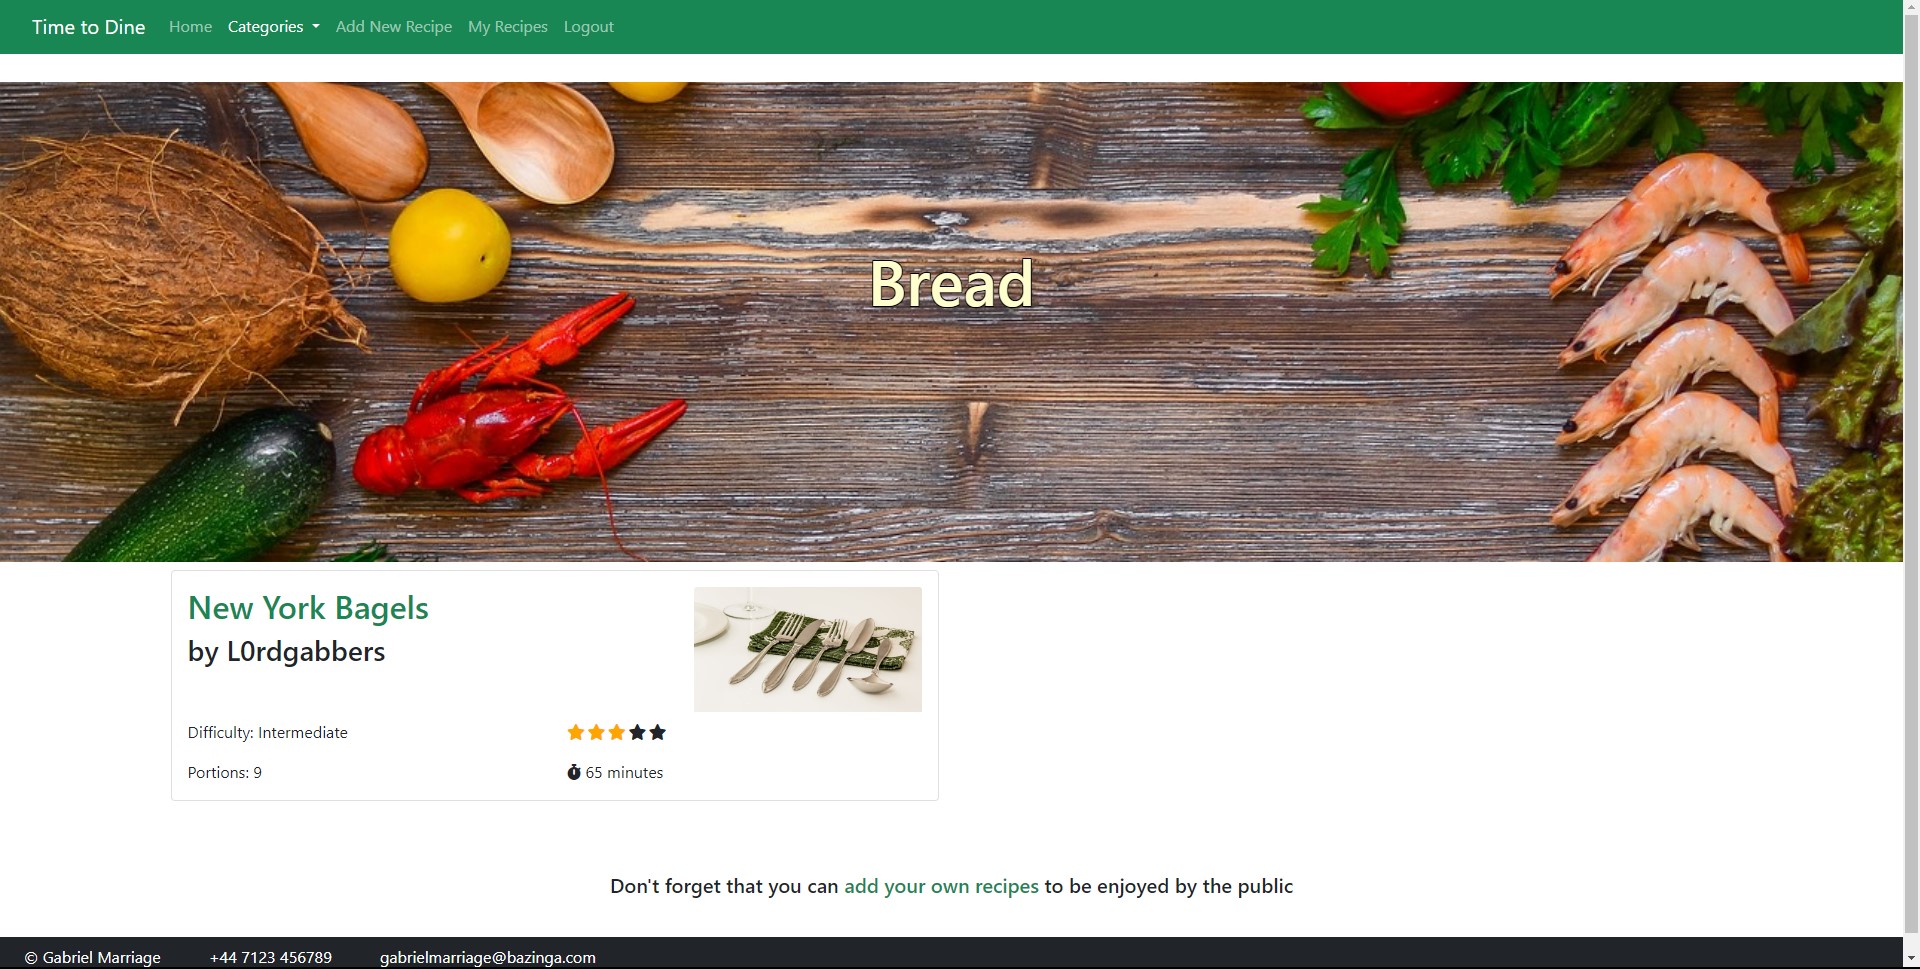 Time to Dine Home Categories Add New Recipe My Recipes Logout
Bread
New York Bagels
by L0rdgabbers
Difficulty: Intermediate
Portions: 9 65 minutes
Don't forget that you can add your own recipes to be enjoyed by the public
© Gabriel Marriage +44 7123 456789 gabrielmarriage@bazinga.com